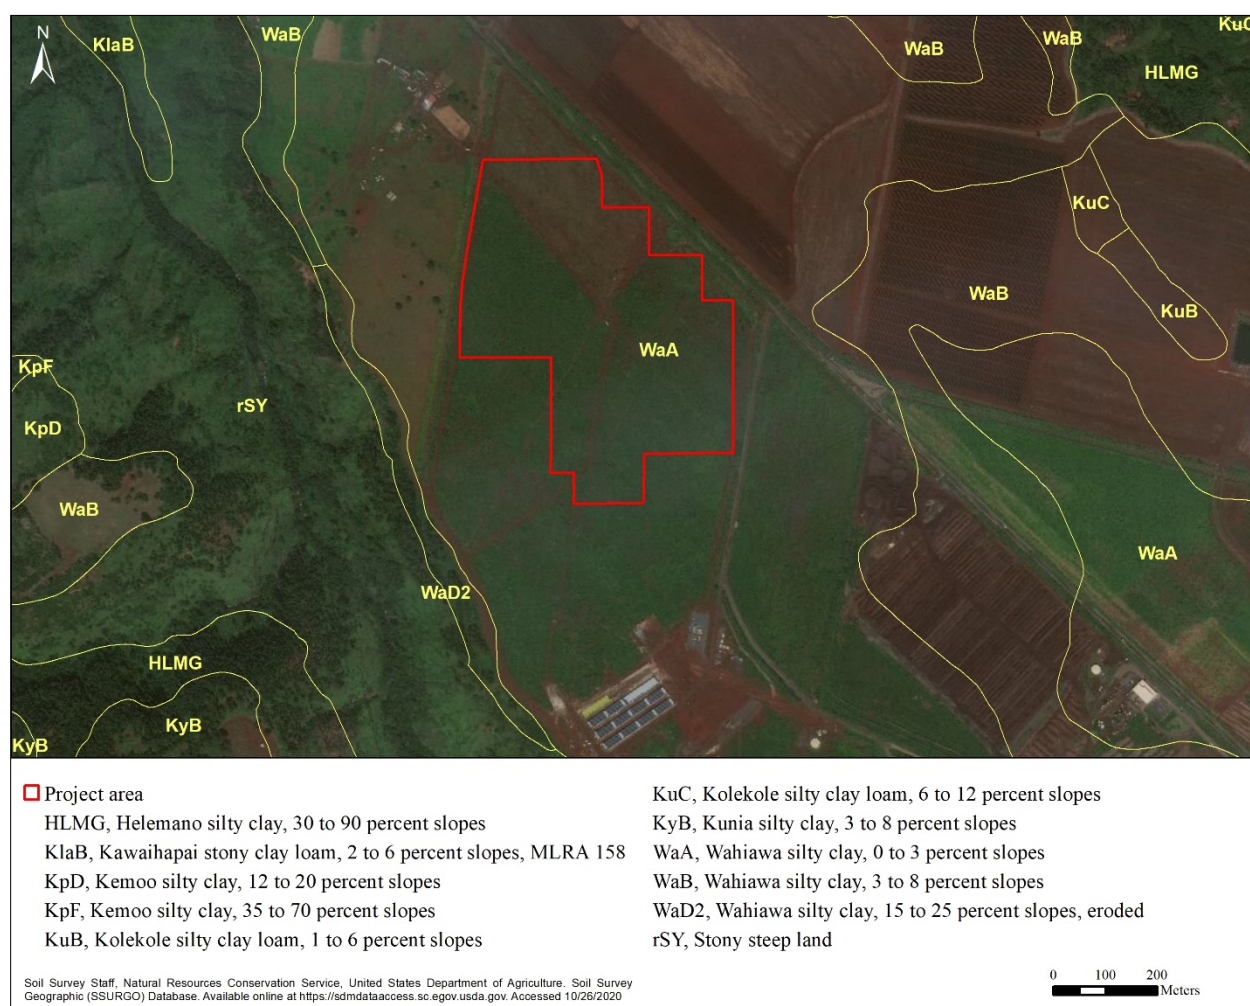 N
KlaB
WaB
WaB
WaB
KuC
HLMG
KuC
WaB
KuB
WaA
KpF
rSY
KpD
WaB
WaA
WaD2
HLMG
KyB
KyB
Project area
HLMG, Helemano silty clay, 30 to 90 percent slopes
KlaB, Kawaihapai stony clay loam, 2 to 6 percent slopes, MLRA 158
KpD, Kemoo silty clay, 12 to 20 percent slopes
KpF, Kemoo silty clay, 35 to 70 percent slopes
KuB, Kolekole silty clay loam, 1 to 6 percent slopes
KuC, Kolekole silty clay loam, 6 to 12 percent slopes
KyB, Kunia silty clay, 3 to 8 percent slopes
WaA, Wahiawa silty clay, 0 to 3 percent slopes
WaB, Wahiawa silty clay, 3 to 8 percent slopes
WaD2, Wahiawa silty clay, 15 to 25 percent slopes, eroded
rSY, Stony steep land
Soil Survey Staff, Natural Resources Conservation Service, United States Department of Agriculture. Soil Survey
Geographic (SSURGO) Database. Available online at https://sdmdataaccess.sc.egov.usda.gov. Accessed 10/26/2020
0 100 200
Meters